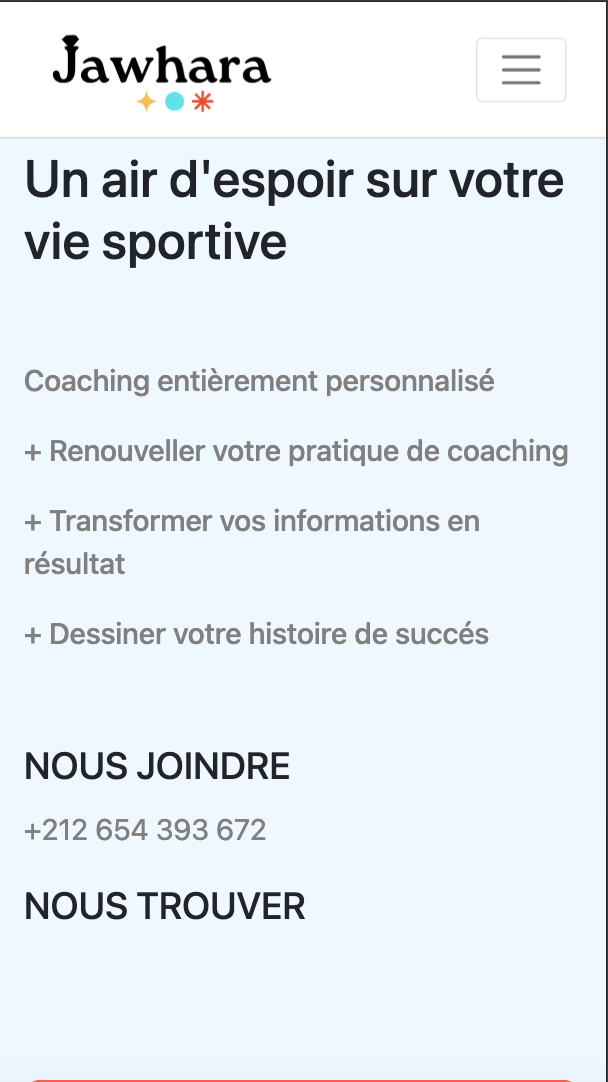 Jawhara
Un air d'espoir sur votre
vie sportive
Coaching entièrement personnalisé
+ Renouveller votre pratique de coaching
+ Transformer vos informations en
résultat
+ Dessiner votre histoire de succés
NOUS JOINDRE
+212 654 393 672
NOUS TROUVER